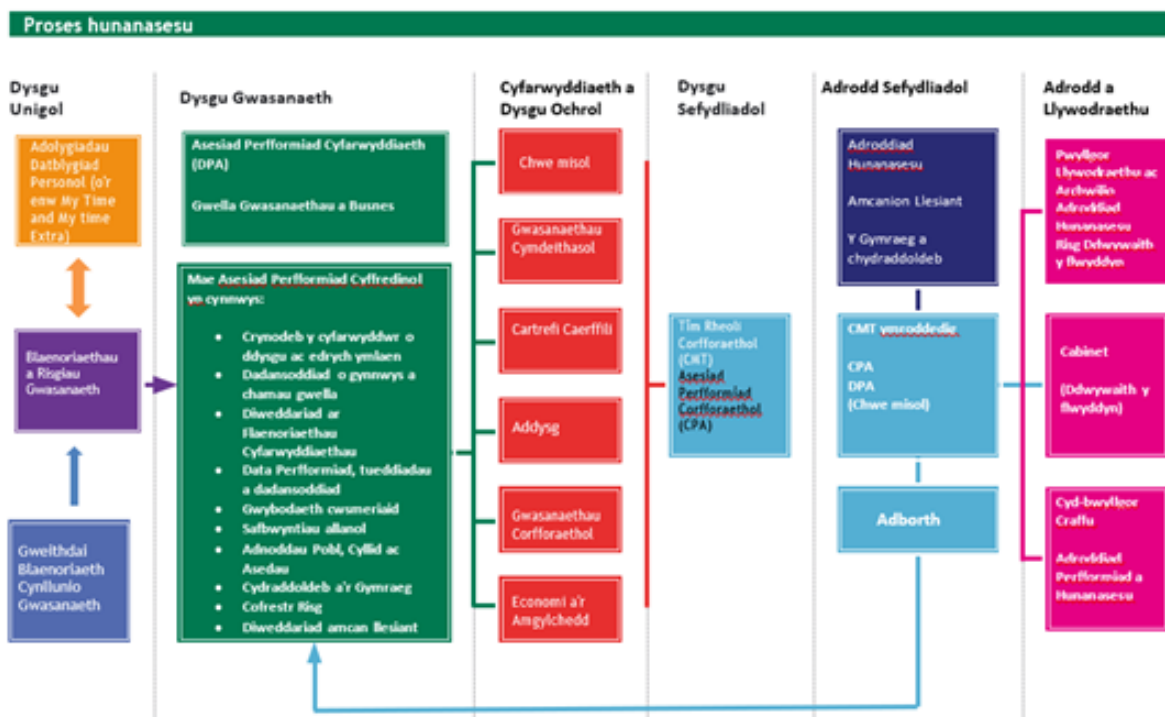 Proses hunanasesu
Dysgu
Unigol
Adolygiadau
Datblygiad
Personol (o'r
enw My Time
and My time
Extra)
Blaenoriaethau
a Risgiau
Gwasanaeth
Gweithdai
Blaenoriaeth
Cynllunio
Gwasanaeth
Dysgu Gwasanaeth
Asesiad Perfformiad Cyfarwyddiaeth
(DPA)
Gwella Gwasanaethau a Busnes
Mae Asesiad Perfformiad Cyffredinol
yn cynnwys:
• Crynodeb y cyfarwyddwr o
ddysgu ac edrych ymlaen
• Dadansoddiad o gynnwys a
chamau gwella
• Diweddariad ar
Flaenoriaethau
Cyfarwyddiaethau
• Data Perfformiad, tueddiadau
a dadansoddiad
• Gwybodaeth cwsmeriaid
• Safbwyntiau allanol
• Adnoddau Pobl, Cyllid ac
Asedau
• Cydraddoldeb a'r Gymraeg
• Cofrestr Risg
• Diweddariad amcan llesiant
Cyfarwyddiaeth a
Dysgu Ochrol
Chwe misol
Gwasanaethau
Cymdeithasol
Cartrefi Caerffili
Addysg
Gwasanaethau
Corfforaethol
Economi a'r
Amgylchedd
Dysgu
Sefydliadol
Tîm Rheoli
Corfforaethol
(CMT)
Asesiad
Perfformiad
Corfforaethol
(CPA)
Adrodd Sefydliadol
Adroddiad
Hunanasesu
Amcanion Llesiant
Y Gymraeg a
chydraddoldeb
CMT
CPA
DPA
(Chwe misol)
Adborth
Adrodd a
Llywodraethu
Pwyllgor
Llywodraethu ac
Adroddiad
Hunanasesu
Risg Ddwywaith
y flwyddyn
Cabinet
(Ddwywaith y
flwyddyn)
Cyd-bwyllgor
Craffu
Adroddiad
Perfformiad a
Hunanasesu